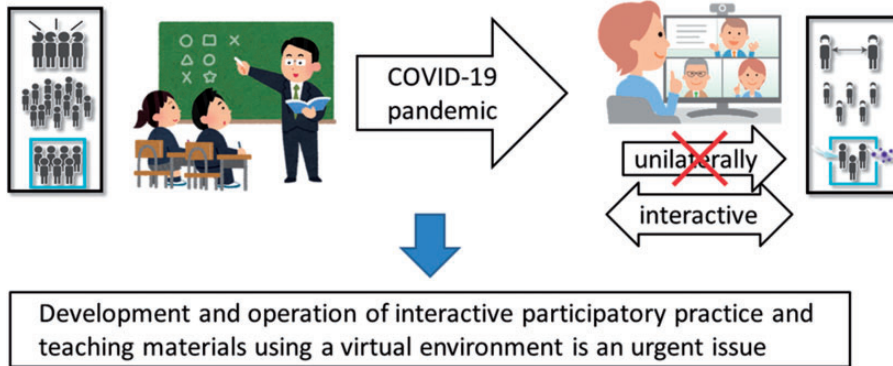 COVID-19
pandemic
unilaterally
interactive
Development and operation of interactive participatory practice and
teaching materials using a virtual environment is an urgent issue